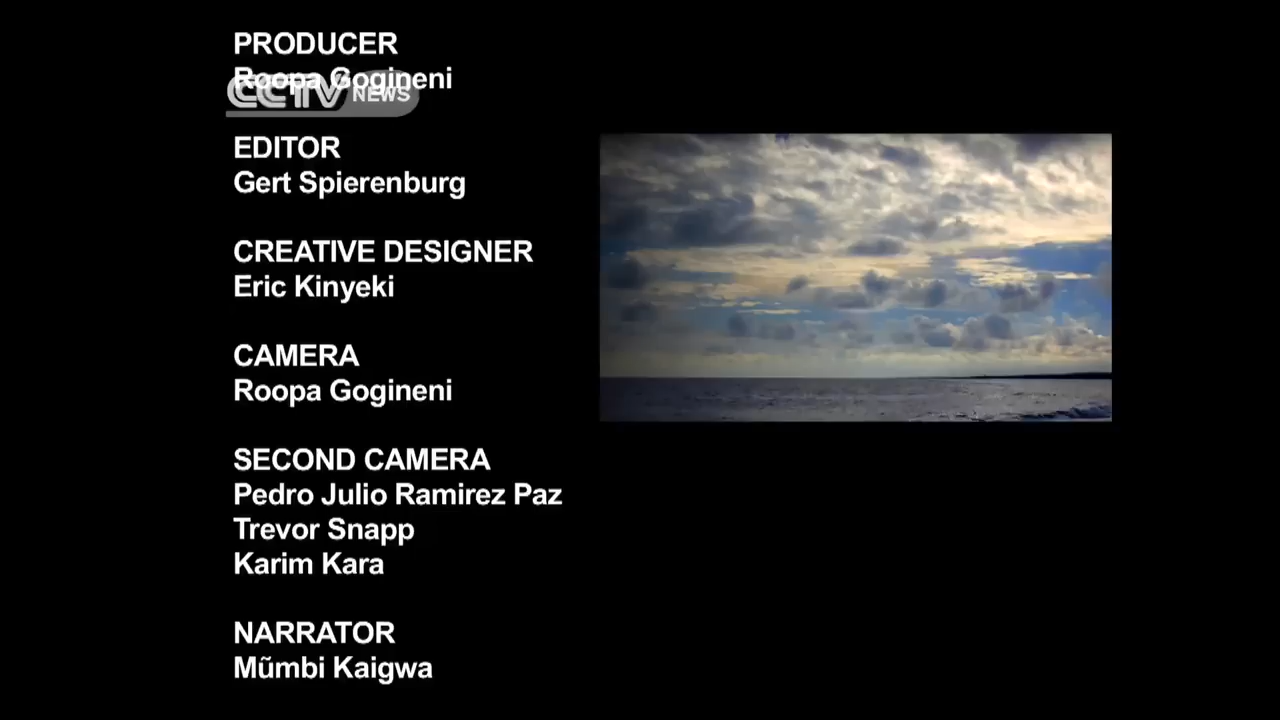 PRODUCER
Roopa Gogineni
CCTV NEWS
EDITOR
Gert Spierenburg
CREATIVE DESIGNER
Eric Kinyeki
CAMERA
Roopa Gogineni
SECOND CAMERA
Pedro Julio Ramirez Paz
Trevor Snapp
Karim Kara
NARRATOR
Mũmbi Kaigwa